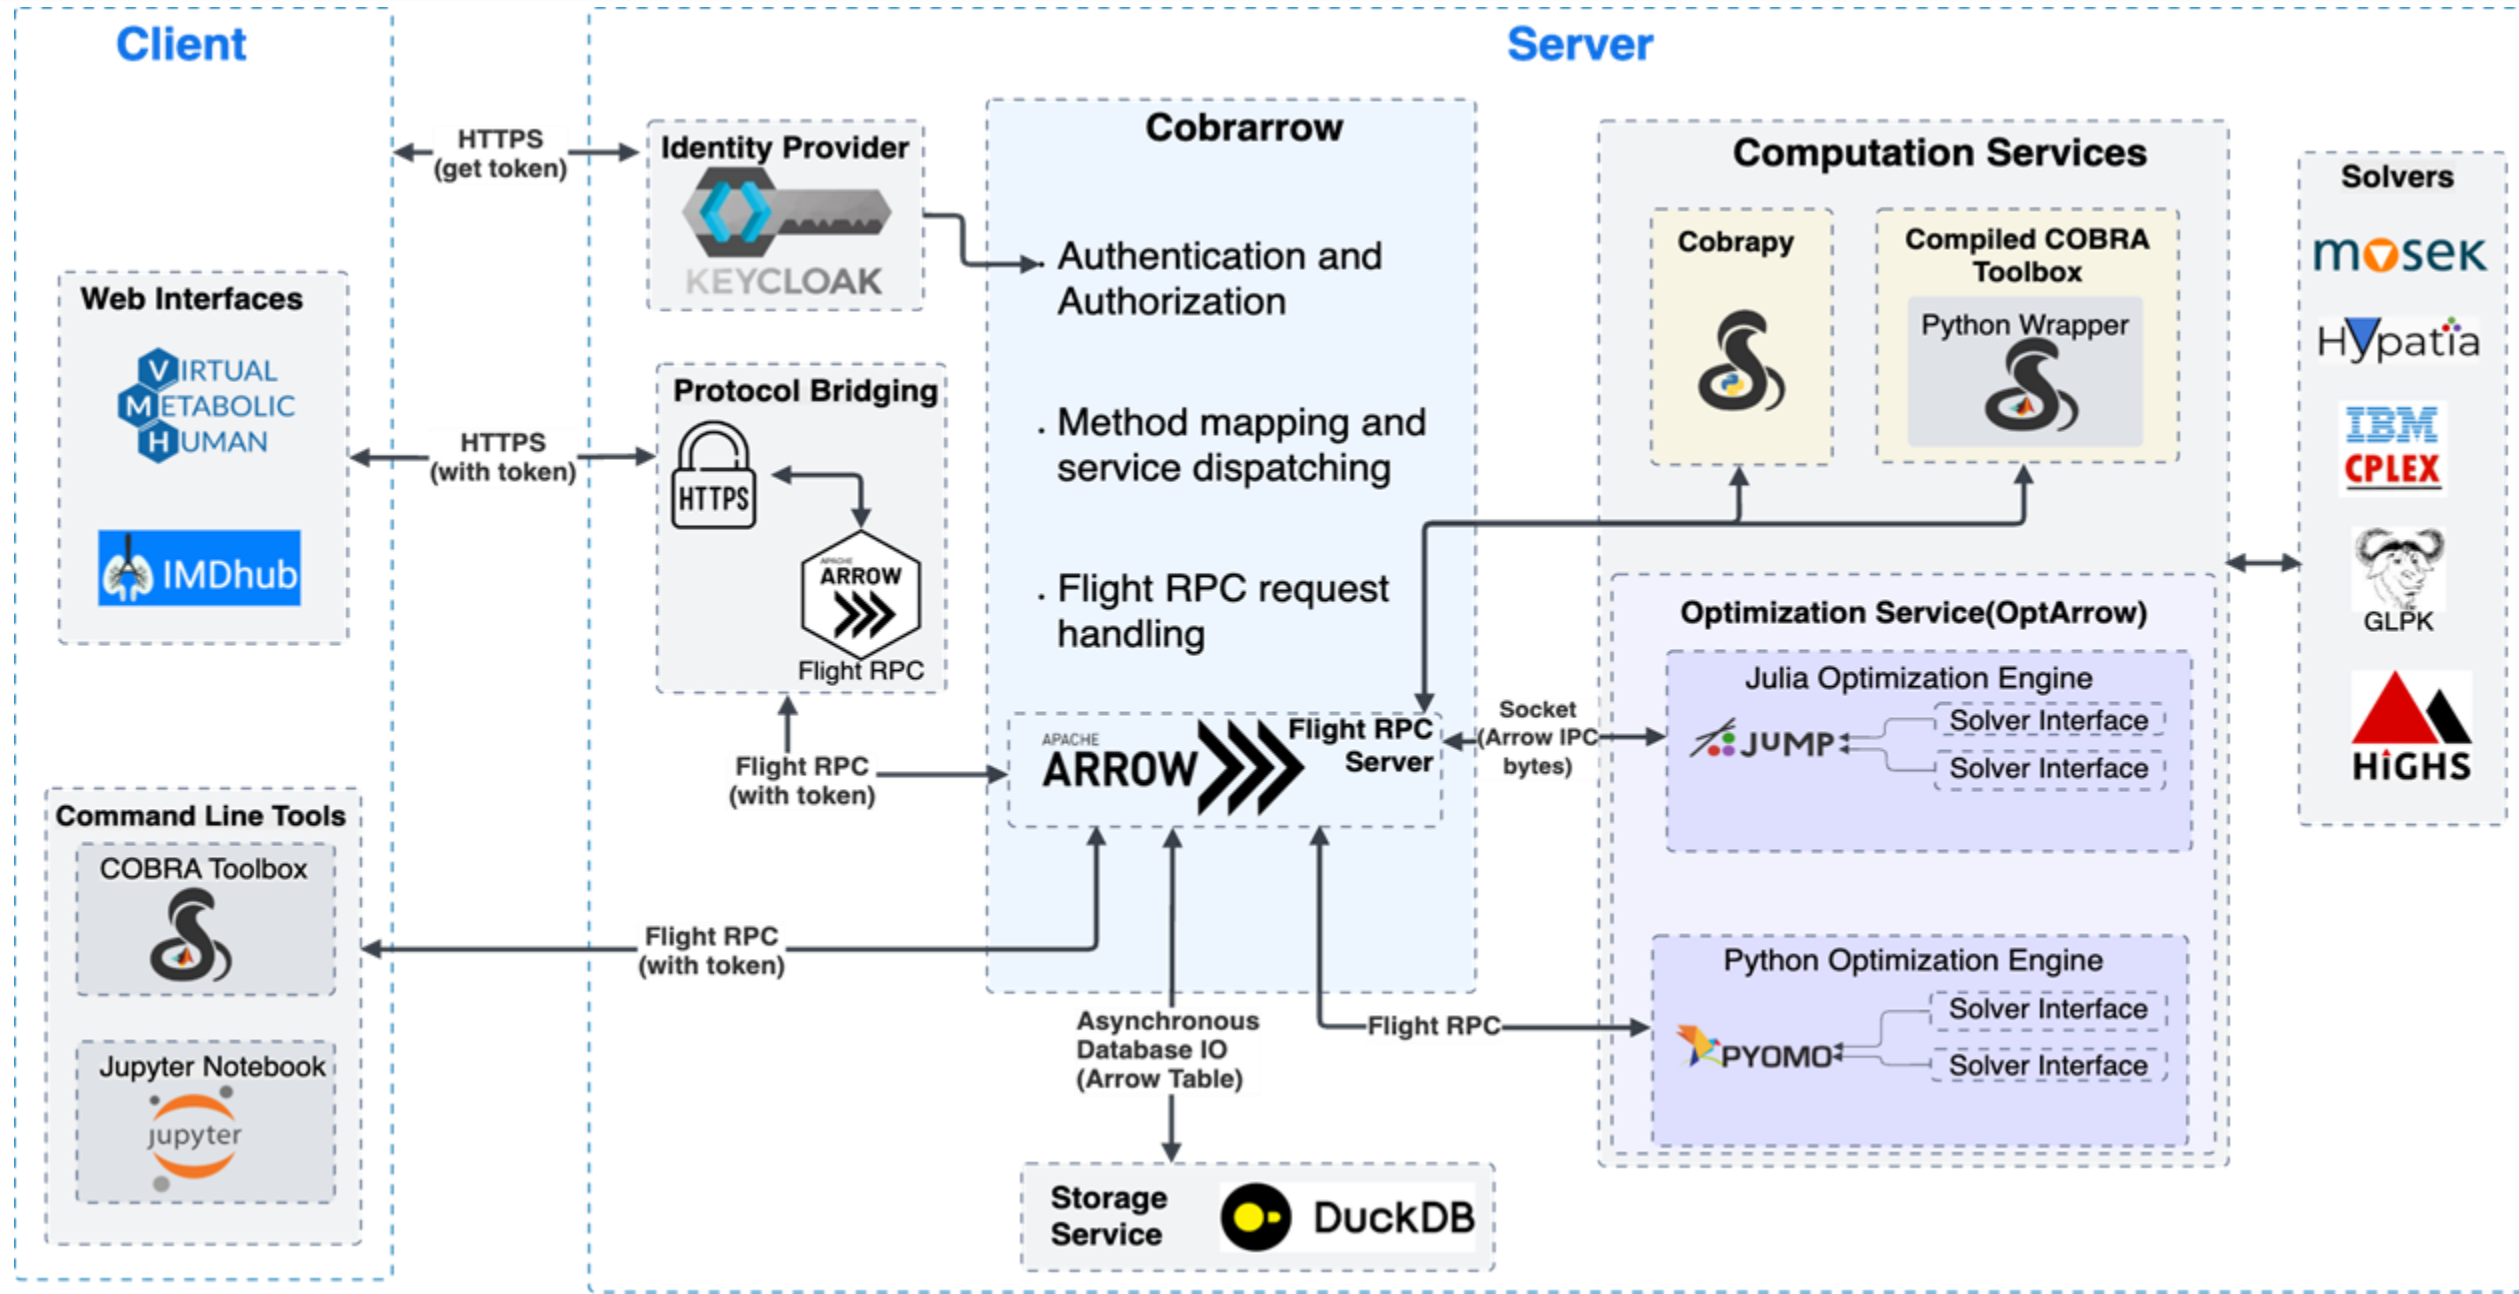 Client
Server
HTTPS
(get token)
Identity Provider
KEYCLOAK
Web Interfaces
VIRTUAL
METABOLIC
HUMAN
IMDhub
HTTPS
(with token)
Protocol Bridging
HTTPS
APACHE
ARROW
Flight RPC
Flight RPC
(with token)
Command Line Tools
COBRA Toolbox
Jupyter Notebook
jupyter
Flight RPC
(with token)
Cobrarrow
. Authentication and
Authorization
. Method mapping and
service dispatching
. Flight RPC request
handling
APACHE
ARROW
Flight RPC
Server
Asynchronous
Database IO
(Arrow Table)
Storage
Service
DuckDB
Flight RPC
Socket
(Arrow IPC
bytes)
Computation Services
Cobrapy
Compiled COBRA
Toolbox
Python Wrapper
Optimization Service(OptArrow)
Julia Optimization Engine
JuMP
Solver Interface
Solver Interface
Python Optimization Engine
PYOMO
Solver Interface
Solver Interface
Solvers
mosek
Hypatia
IBM
CPLEX
GLPK
HiGHS